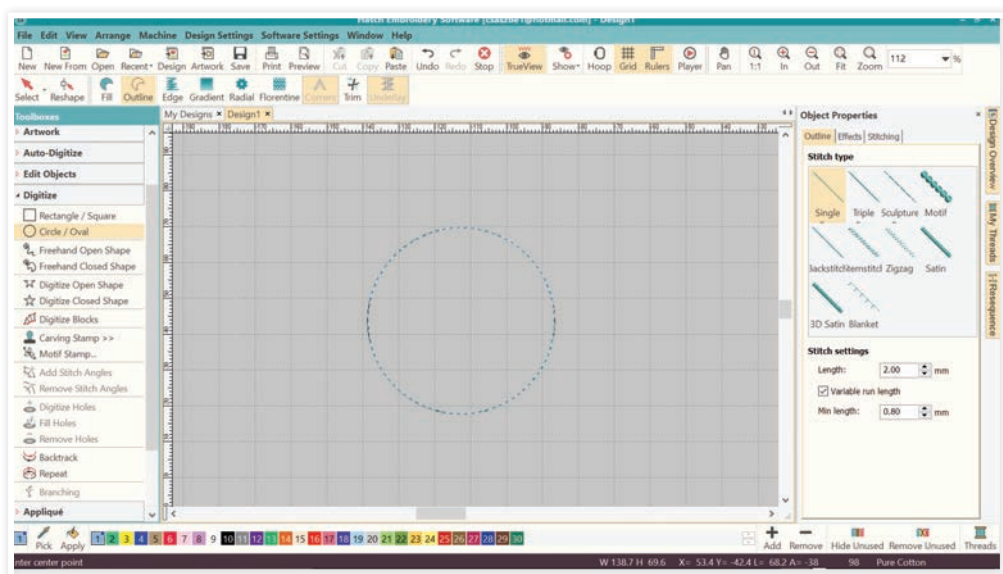 Hatch Embroidery Software [csaszbe1@hotmail.com] - Design1
File Edit View Arrange Machine Design Settings Software Settings Window Help
New New From Open Recent Design Artwork Save Print Preview Cut Copy Paste Undo Redo Stop TrueView Show Hoop Grid Rulers Player Pan 1:1 In Out Fit Zoom 112 %
Select Reshape Fill Outline Edge Gradient Radial Florentine Corners Trim Underlay
Toolboxes
Artwork
Auto-Digitize
Edit Objects
Digitize
Rectangle / Square
Circle / Oval
Freehand Open Shape
Freehand Closed Shape
Digitize Open Shape
Digitize Closed Shape
Digitize Blocks
Carving Stamp >>
Motif Stamp...
Add Stitch Angles
Remove Stitch Angles
Digitize Holes
Fill Holes
Remove Holes
Backtrack
Repeat
Branching
Appliqué
My Designs × Design1 ×
Object Properties ×
Outline Effects Stitching
Stitch type
Single Triple Sculpture Motif
Zigzag Satin
3D Satin Blanket
Stitch settings
Length: 2.00 mm
Variable run length
Min length: 0.80 mm
Design Overview
My Threads
Resequence
Pick Apply
1 1 2 3 4 5 6 7 8 9 10 11 12 13 14 15 16 17 18 19 20 21 22 23 24 25 26 27 28 29 30
Add Remove Hide Unused Remove Unused Threads
nter center point
W 138.7 H 69.6 X= 53.4 Y= -42.4 L= 68.2 A= -38 98 Pure Cotton